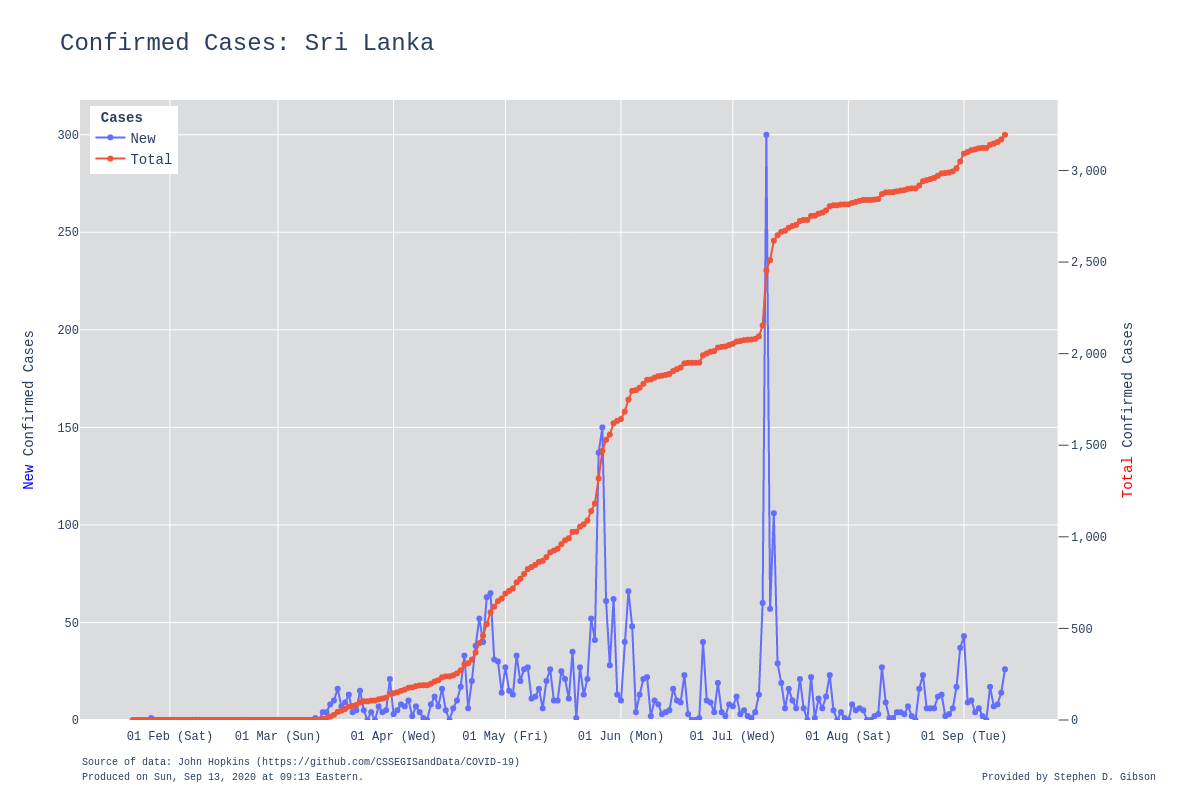 Confirmed Cases: Sri Lanka
Cases
New
Total
300
250
200
150
100
50
0
3,000
2,500
2,000
1,500
1,000
500
0
New Confirmed Cases
Total Confirmed Cases
01 Feb (Sat) 01 Mar (Sun) 01 Apr (Wed) 01 May (Fri) 01 Jun (Mon) 01 Jul (Wed) 01 Aug (Sat) 01 Sep (Tue)
Source of data: John Hopkins (https://github.com/CSSEGISandData/COVID-19)
Produced on Sun, Sep 13, 2020 at 09:13 Eastern.
Provided by Stephen D. Gibson